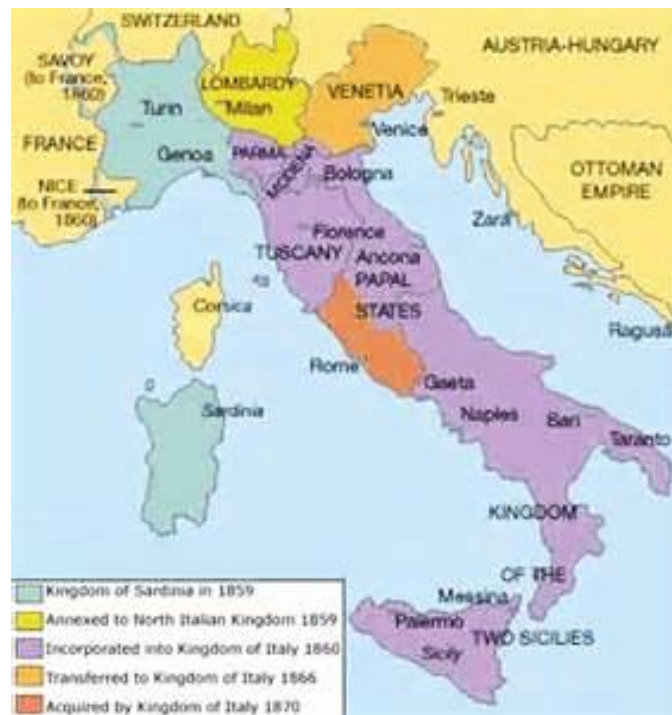 SWITZERLAND
SAVOY
(to France,
1860)
AUSTRIA-HUNGARY
LOMBARDY
Milan
VENETIA
Trieste
Turin
Venice
FRANCE
Genoa
PARMA
MODENA
Bologna
OTTOMAN
EMPIRE
NICE
(to France,
1860)
Zara
Florence
TUSCANY
Ancona
PAPAL
STATES
Corsica
Ragusa
Rome
Gaeta
Sardinia
Naples
Bari
Taranto
KINGDOM
OF THE
Messina
Palermo
TWO SICILIES
Sicily
Kingdom of Sardinia in 1859
Annexed to North Italian Kingdom 1859
Incorporated into Kingdom of Italy 1860
Transferred to Kingdom of Italy 1866
Acquired by Kingdom of Italy 1870